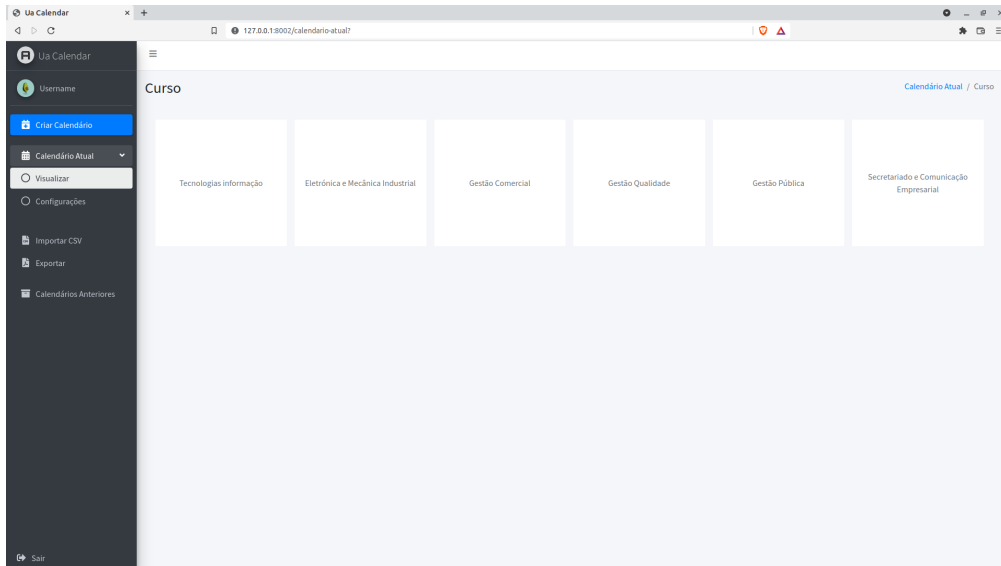 Ua Calendar
127.0.0.1:8002/calendario-atual?
Ua Calendar
Username
Criar Calendário
Calendário Atual
Visualizar
Configurações
Importar CSV
Exportar
Calendários Anteriores
Sair
Curso
Calendário Atual / Curso
Tecnologias informação
Eletrónica e Mecânica Industrial
Gestão Comercial
Gestão Qualidade
Gestão Pública
Secretariado e Comunicação
Empresarial